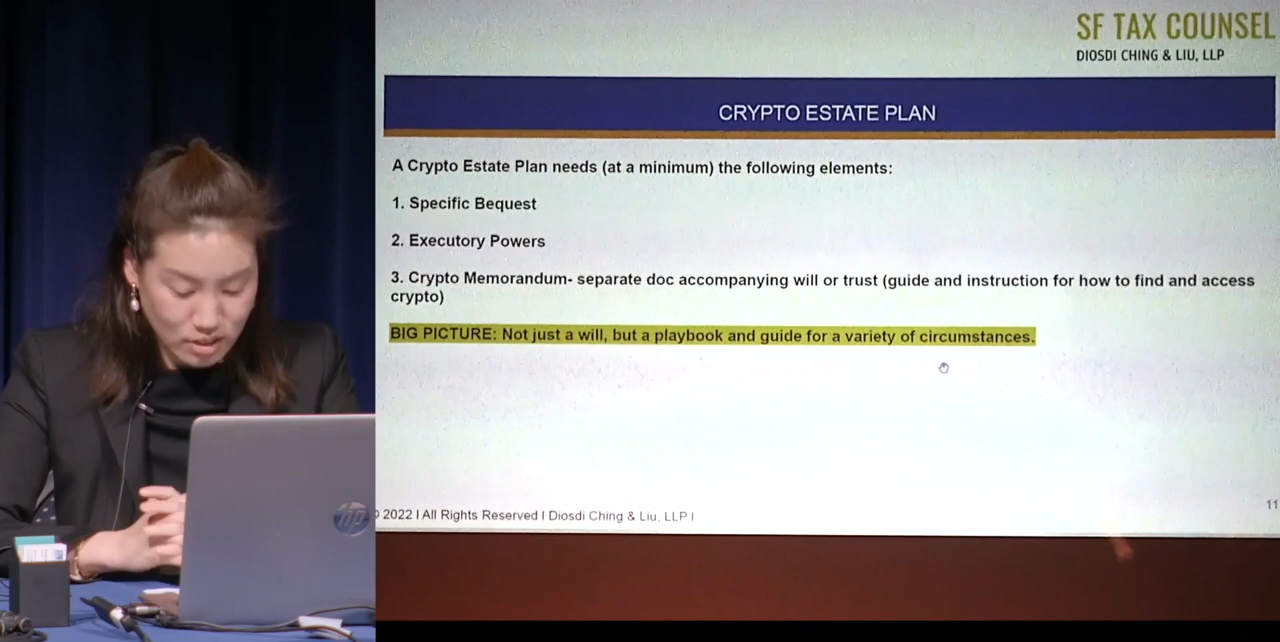 SF TAX COUNSEL
DIOSDI CHING & LIU, LLP
CRYPTO ESTATE PLAN
A Crypto Estate Plan needs (at a minimum) the following elements:
1. Specific Bequest
2. Executory Powers
3. Crypto Memorandum- separate doc accompanying will or trust (guide and instruction for how to find and access
crypto)
BIG PICTURE: Not just a will, but a playbook and guide for a variety of circumstances.
hp
© 2022 I All Rights Reserved I Diosdi Ching & Liu, LLP I
11